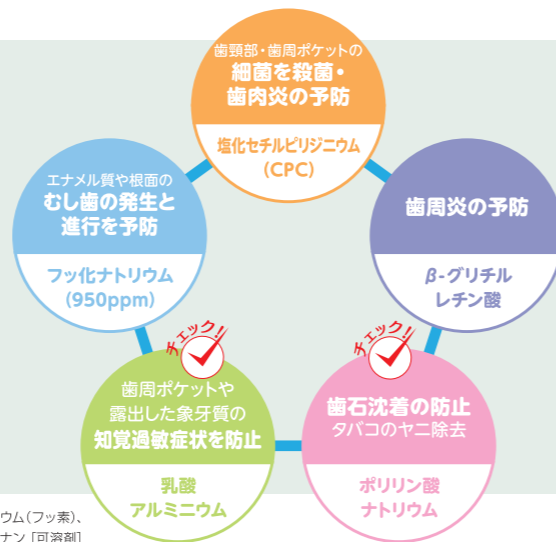 歯頸部・歯周ポケットの
細菌を殺菌・
歯肉炎の予防
塩化セチルピリジニウム
(CPC)
エナメル質や根面の
むし歯の発生と
進行を予防
フッ化ナトリウム
(950ppm)
歯周炎の予防
β-グリチル
レチン酸
チェック!
歯周ポケットや
露出した象牙質の
知覚過敏症状を防止
乳酸
アルミニウム
チェック!
歯石沈着の防止
タバコのヤニ除去
ポリリン酸
ナトリウム
ウム(フッ素)、
ナン [可溶剤]